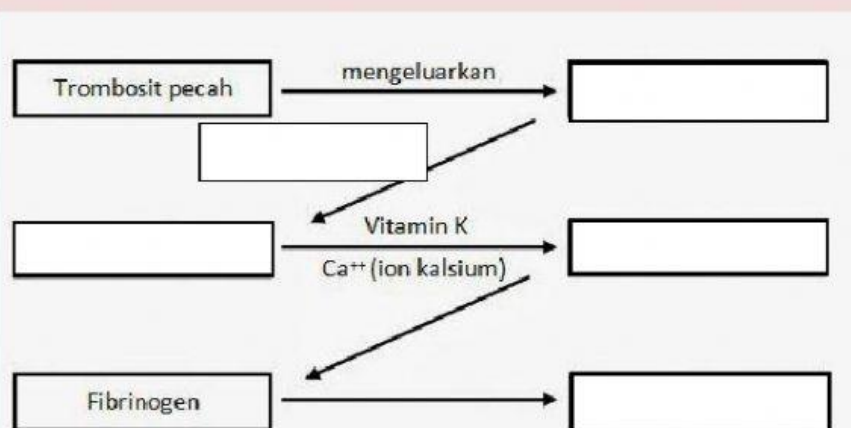 Trombosit pecah
mengeluarkan
Vitamin K
Ca⁺⁺ (ion kalsium)
Fibrinogen